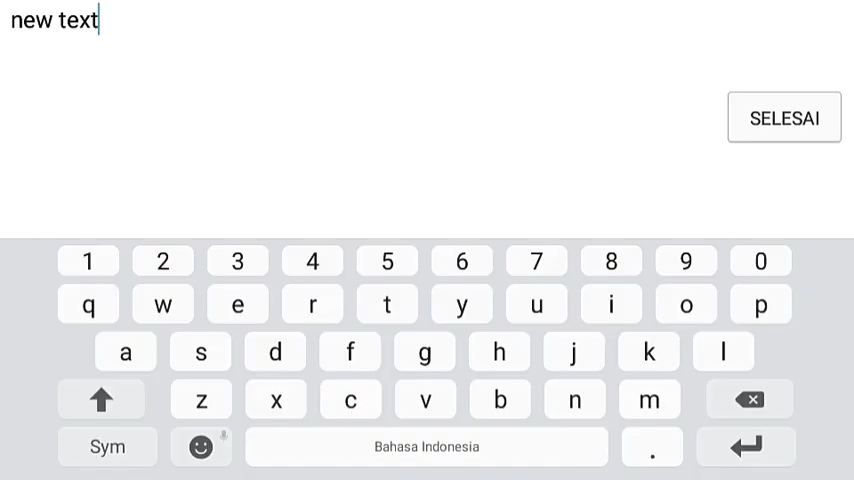 new text
SELESAI
1 2 3 4 5 6 7 8 9 0
q w e r t y u i o p
a s d f g h j k l
z x c v b n m
Sym Bahasa Indonesia .